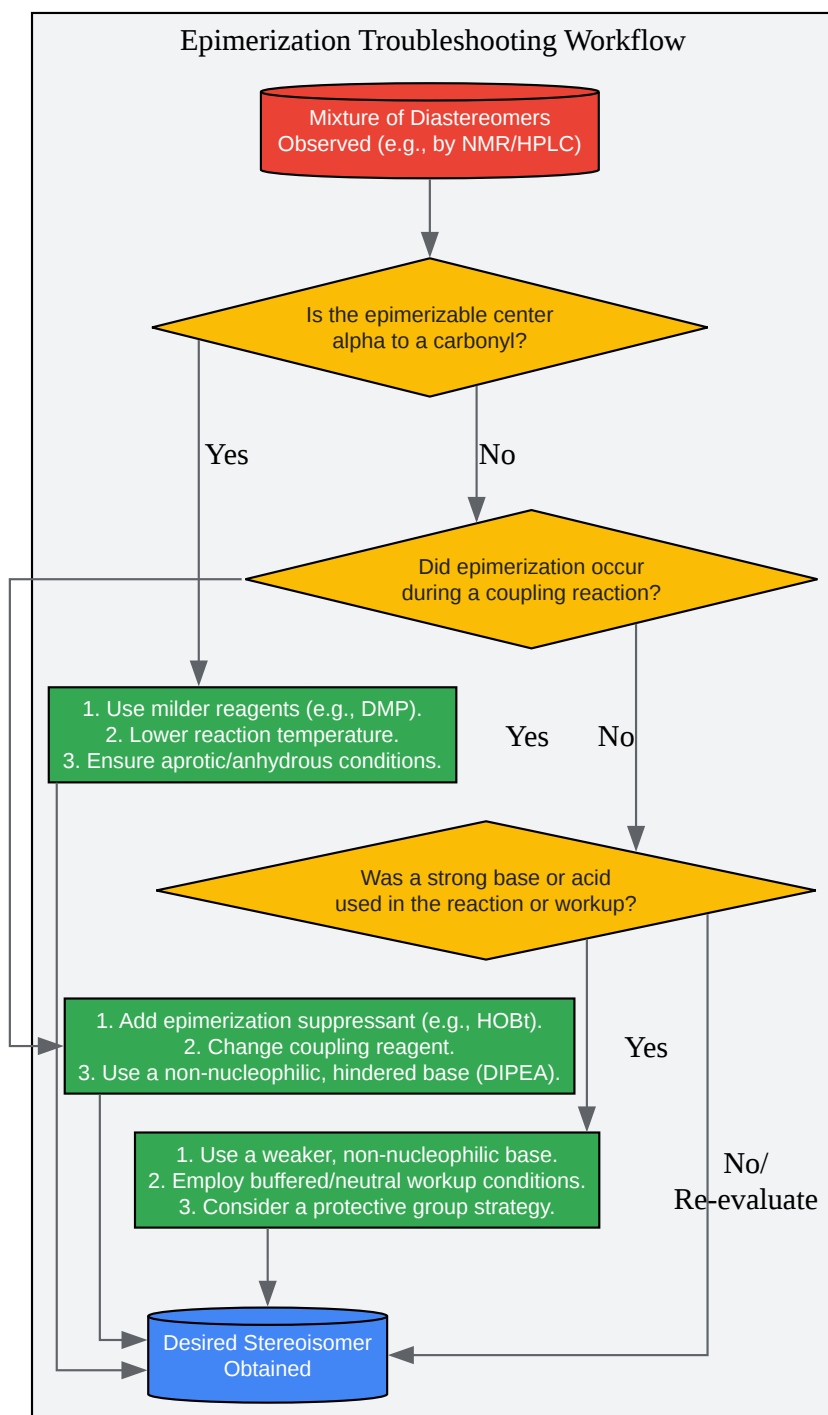 Epimerization Troubleshooting Workflow
Mixture of Diastereomers
Observed (e.g., by NMR/HPLC)
Is the epimerizable center
alpha to a carbonyl?
Yes
No
Did epimerization occur
during a coupling reaction?
1. Use milder reagents (e.g., DMP).
2. Lower reaction temperature.
3. Ensure aprotic/anhydrous conditions.
Yes
No
Was a strong base or acid
used in the reaction or workup?
1. Add epimerization suppressant (e.g., HOBt).
2. Change coupling reagent.
3. Use a non-nucleophilic, hindered base (DIPEA).
Yes
1. Use a weaker, non-nucleophilic base.
2. Employ buffered/neutral workup conditions.
3. Consider a protective group strategy.
No/
Re-evaluate
Desired Stereoisomer
Obtained